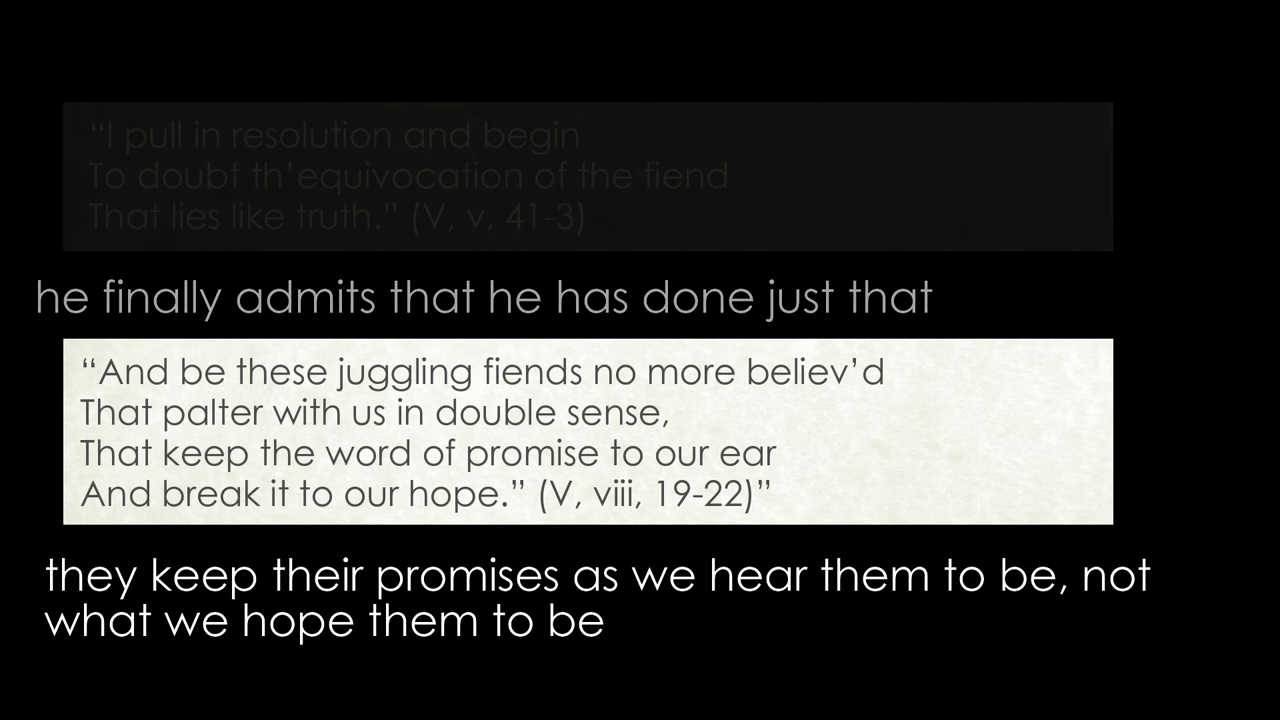 “I pull in resolution and begin
To doubt th’equivocation of the fiend
That lies like truth.” (V, v, 41-3)
he finally admits that he has done just that
“And be these juggling fiends no more believ’d
That palter with us in double sense,
That keep the word of promise to our ear
And break it to our hope.” (V, viii, 19-22)”
they keep their promises as we hear them to be, not
what we hope them to be